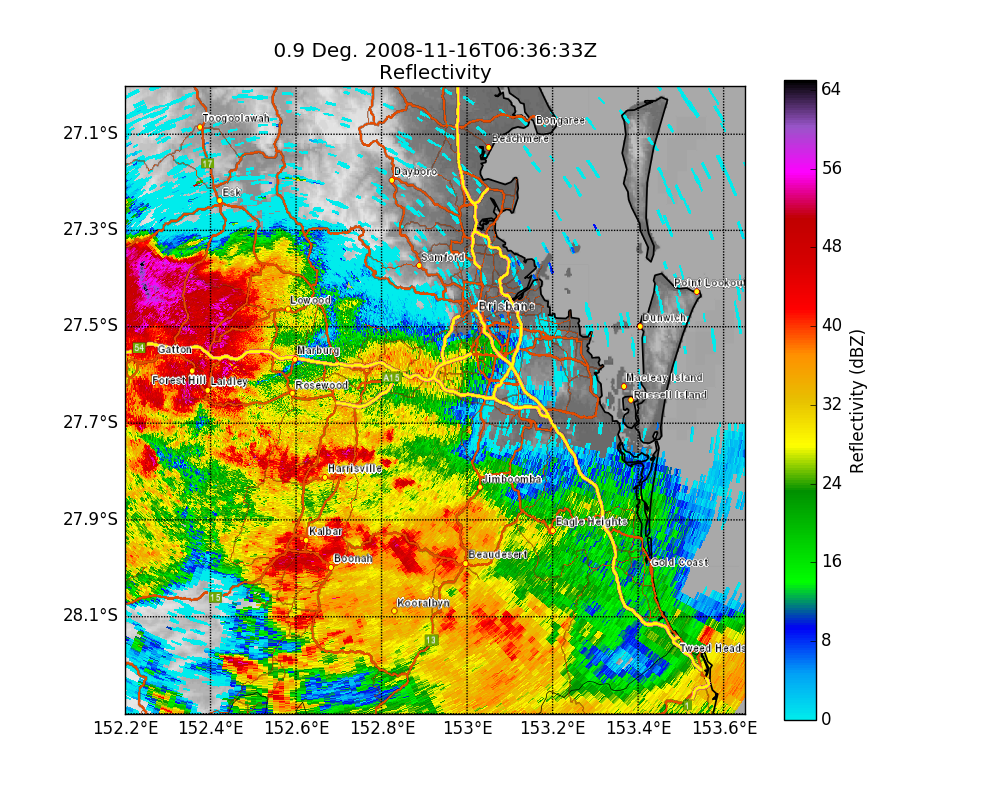 0.9 Deg. 2008-11-16T06:36:33Z
Reflectivity
27.1°S
27.3°S
27.5°S
27.7°S
27.9°S
28.1°S
152.2°E 152.4°E 152.6°E 152.8°E 153°E 153.2°E 153.4°E 153.6°E
Toogoolawah
Bongaree
Beachmere
17
Dayboro
Esk
Samford
Point Lookou
Lowood
Brisbane
Dunwich
54
Gatton
Marburg
Forest Hill
Laidley
Rosewood
A15
Macleay Island
Russell Island
Harrisville
Jimboomba
Eagle Heights
Kalbar
Boonah
Beaudesert
Gold Coast
15
Kooralbyn
13
Tweed Heads
1
64
56
48
40
32
24
16
8
0
Reflectivity (dBZ)